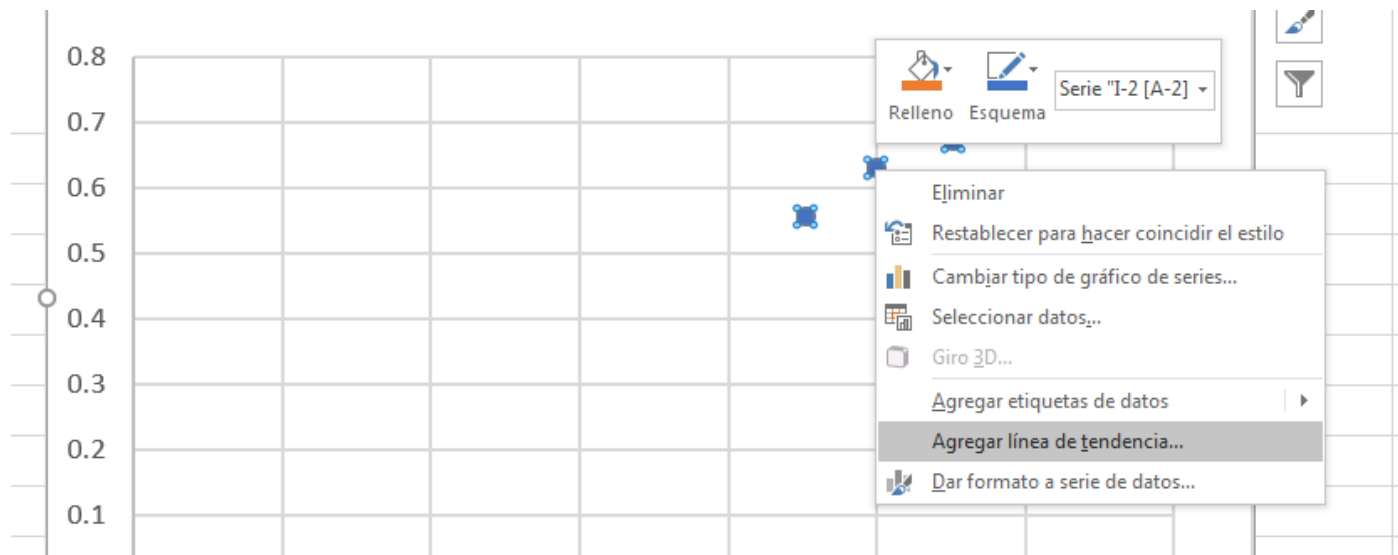 0.8
0.7
0.6
0.5
0.4
0.3
0.2
0.1
Relleno
Esquema
Serie "I-2 [A-2]
Eliminar
Restablecer para hacer coincidir el estilo
Cambiar tipo de gráfico de series...
Seleccionar datos...
Giro 3D...
Agregar etiquetas de datos
Agregar línea de tendencia...
Dar formato a serie de datos...